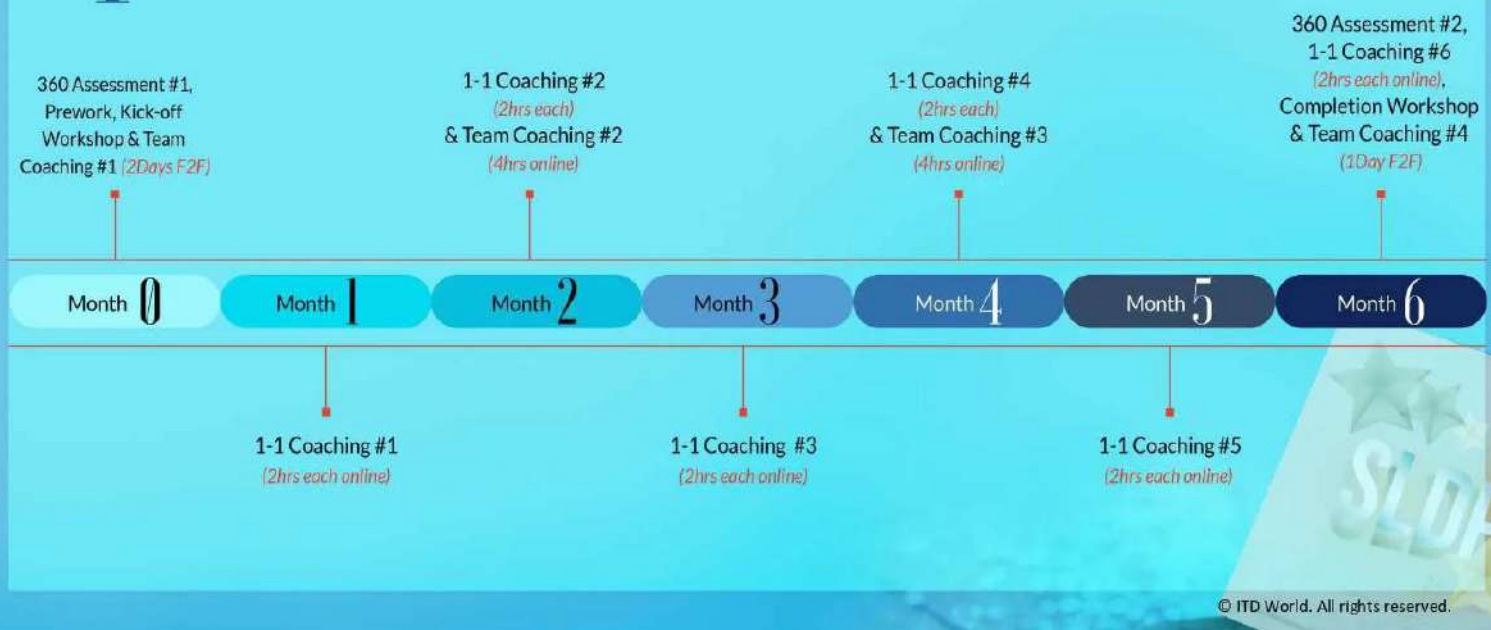 360 Assessment #1,
Prework, Kick-off
Workshop & Team
Coaching #1 (2Days F2F)
1-1 Coaching #2
(2hrs each)
& Team Coaching #2
(4hrs online)
1-1 Coaching #4
(2hrs each)
& Team Coaching #3
(4hrs online)
360 Assessment #2,
1-1 Coaching #6
(2hrs each online),
Completion Workshop
& Team Coaching #4
(1Day F2F)
Month 0
Month 1
Month 2
Month 3
Month 4
Month 5
Month 6
1-1 Coaching #1
(2hrs each online)
1-1 Coaching #3
(2hrs each online)
1-1 Coaching #5
(2hrs each online)
© ITD World. All rights reserved.